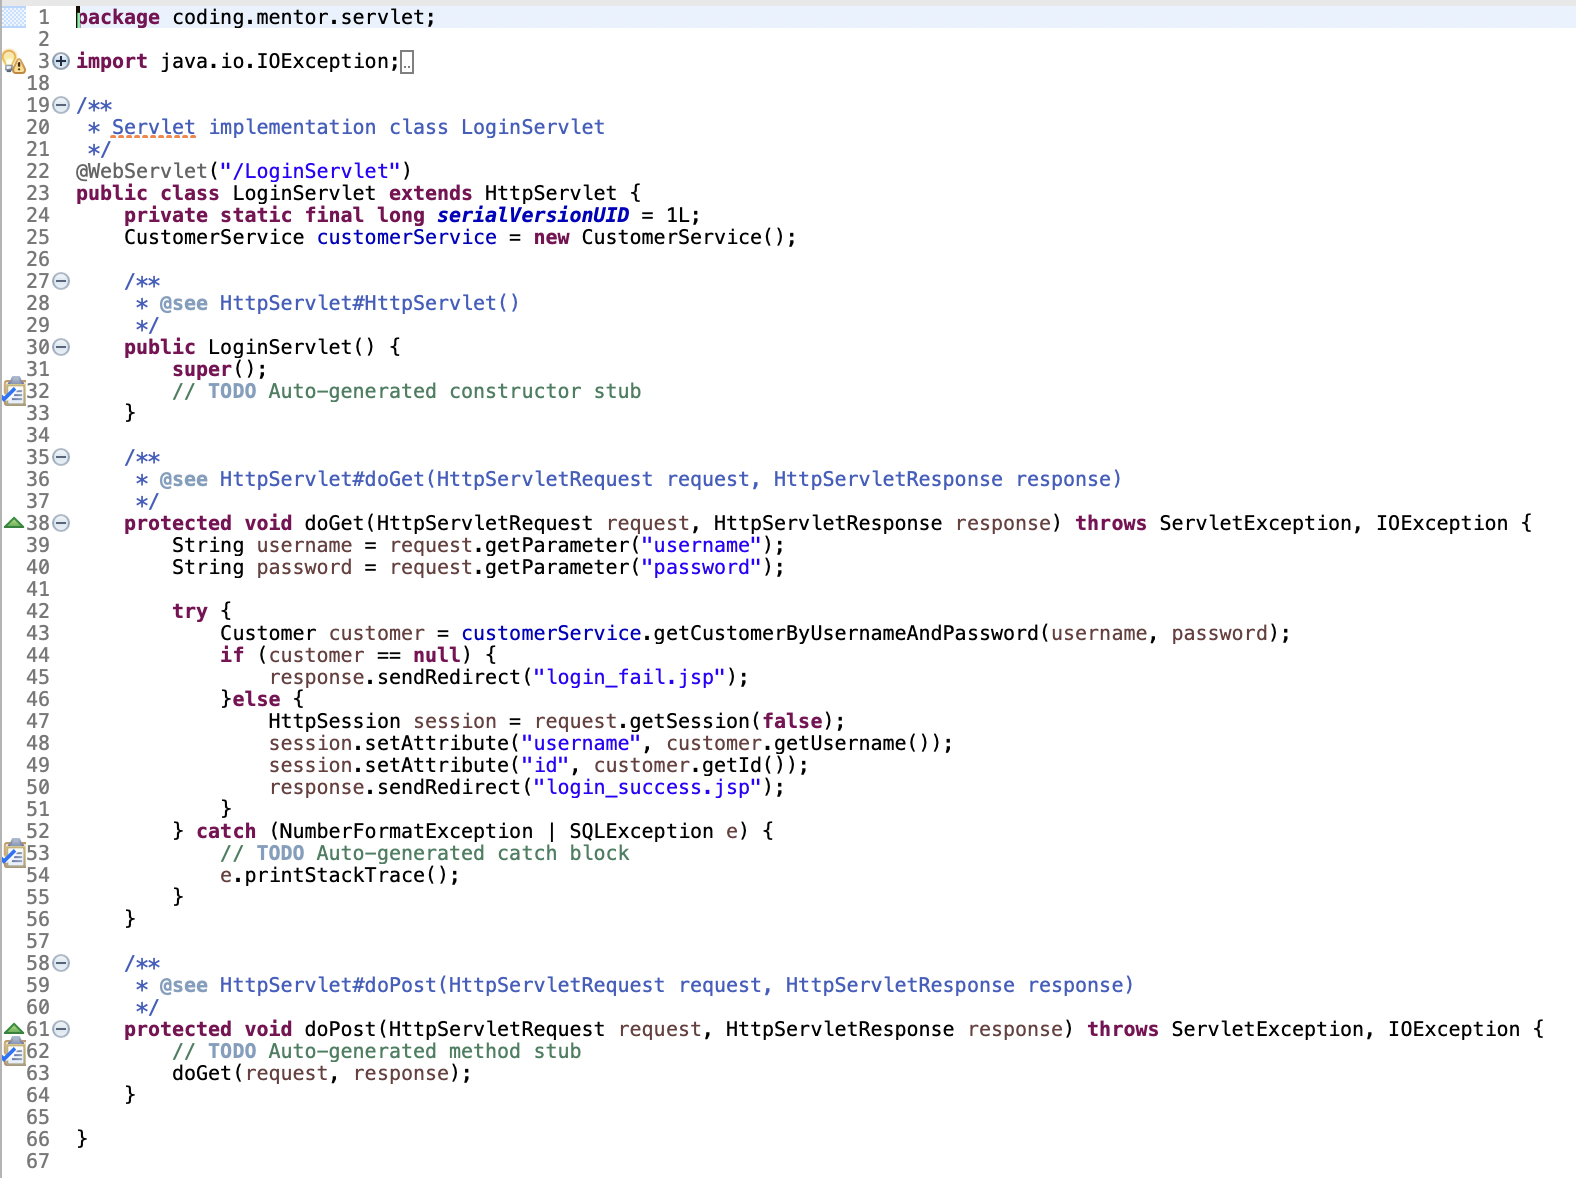 1 package coding.mentor.servlet;
2
3 import java.io.IOException;
18
19 /**
20  * Servlet implementation class LoginServlet
21  */
22 @WebServlet("/LoginServlet")
23 public class LoginServlet extends HttpServlet {
24     private static final long serialVersionUID = 1L;
25     CustomerService customerService = new CustomerService();
26
27     /**
28      * @see HttpServlet#HttpServlet()
29      */
30     public LoginServlet() {
31         super();
32         // TODO Auto-generated constructor stub
33     }
34
35     /**
36      * @see HttpServlet#doGet(HttpServletRequest request, HttpServletResponse response)
37      */
38     protected void doGet(HttpServletRequest request, HttpServletResponse response) throws ServletException, IOException {
39         String username = request.getParameter("username");
40         String password = request.getParameter("password");
41
42         try {
43             Customer customer = customerService.getCustomerByUsernameAndPassword(username, password);
44             if (customer == null) {
45                 response.sendRedirect("login_fail.jsp");
46             }else {
47                 HttpSession session = request.getSession(false);
48                 session.setAttribute("username", customer.getUsername());
49                 session.setAttribute("id", customer.getId());
50                 response.sendRedirect("login_success.jsp");
51             }
52         } catch (NumberFormatException | SQLException e) {
53             // TODO Auto-generated catch block
54             e.printStackTrace();
55         }
56     }
57
58     /**
59      * @see HttpServlet#doPost(HttpServletRequest request, HttpServletResponse response)
60      */
61     protected void doPost(HttpServletRequest request, HttpServletResponse response) throws ServletException, IOException {
62         // TODO Auto-generated method stub
63         doGet(request, response);
64     }
65
66 }
67